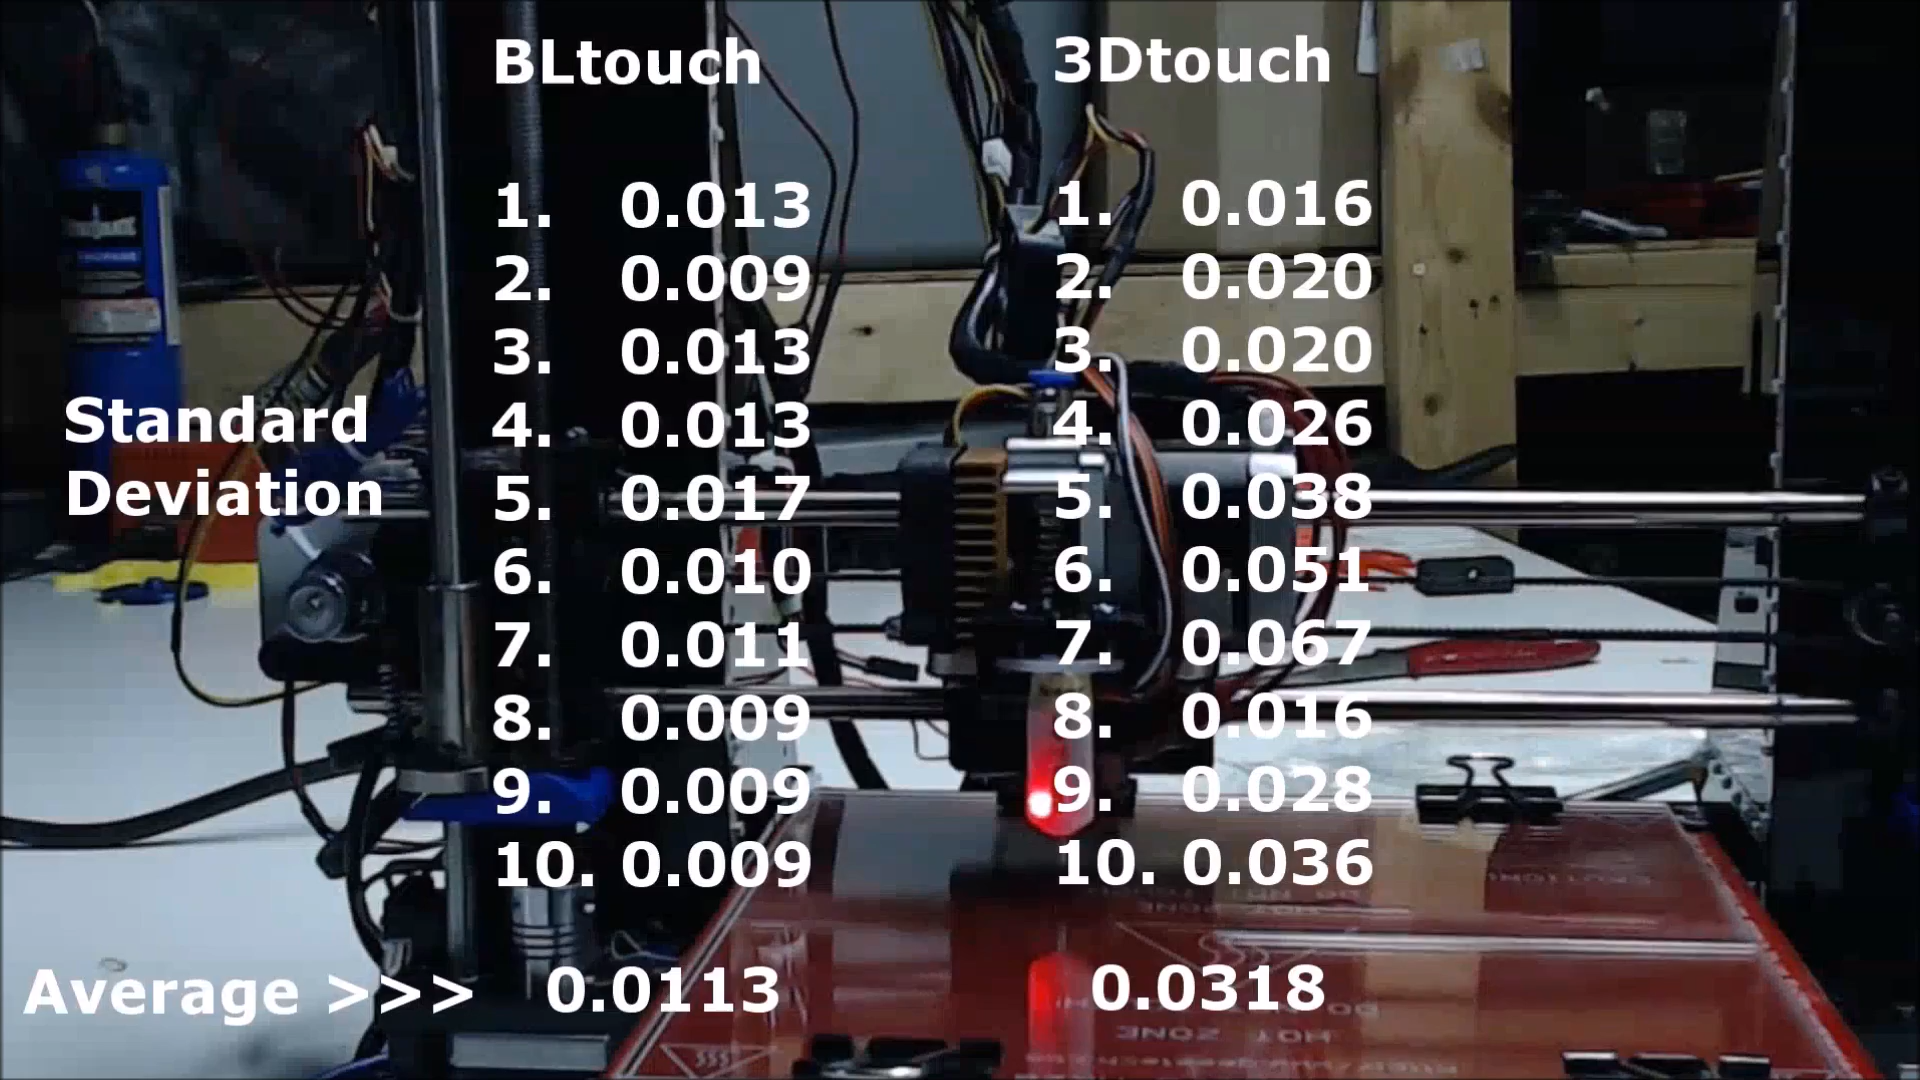 BLtouch 3Dtouch
1. 0.013 1. 0.016
2. 0.009 2. 0.020
3. 0.013 3. 0.020
4. 0.013 4. 0.026
Standard
Deviation
5. 0.017 5. 0.038
6. 0.010 6. 0.051
7. 0.011 7. 0.067
8. 0.009 8. 0.016
9. 0.009 9. 0.028
10. 0.009 10. 0.036
Average >>> 0.0113 0.0318
HOT ZONE